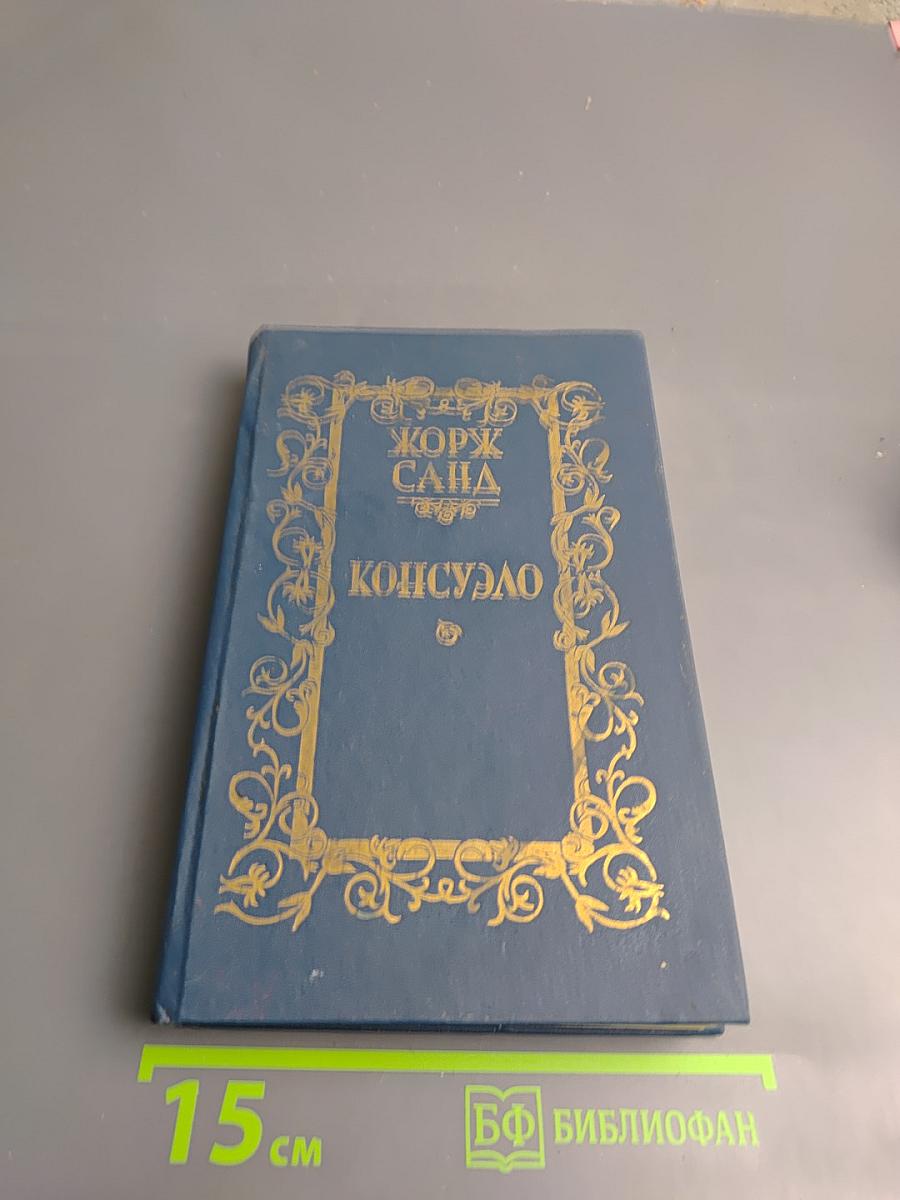 ЖОРЖ
САНД
КОНСУЭЛО
15 см
БФ БИБЛИОФАН